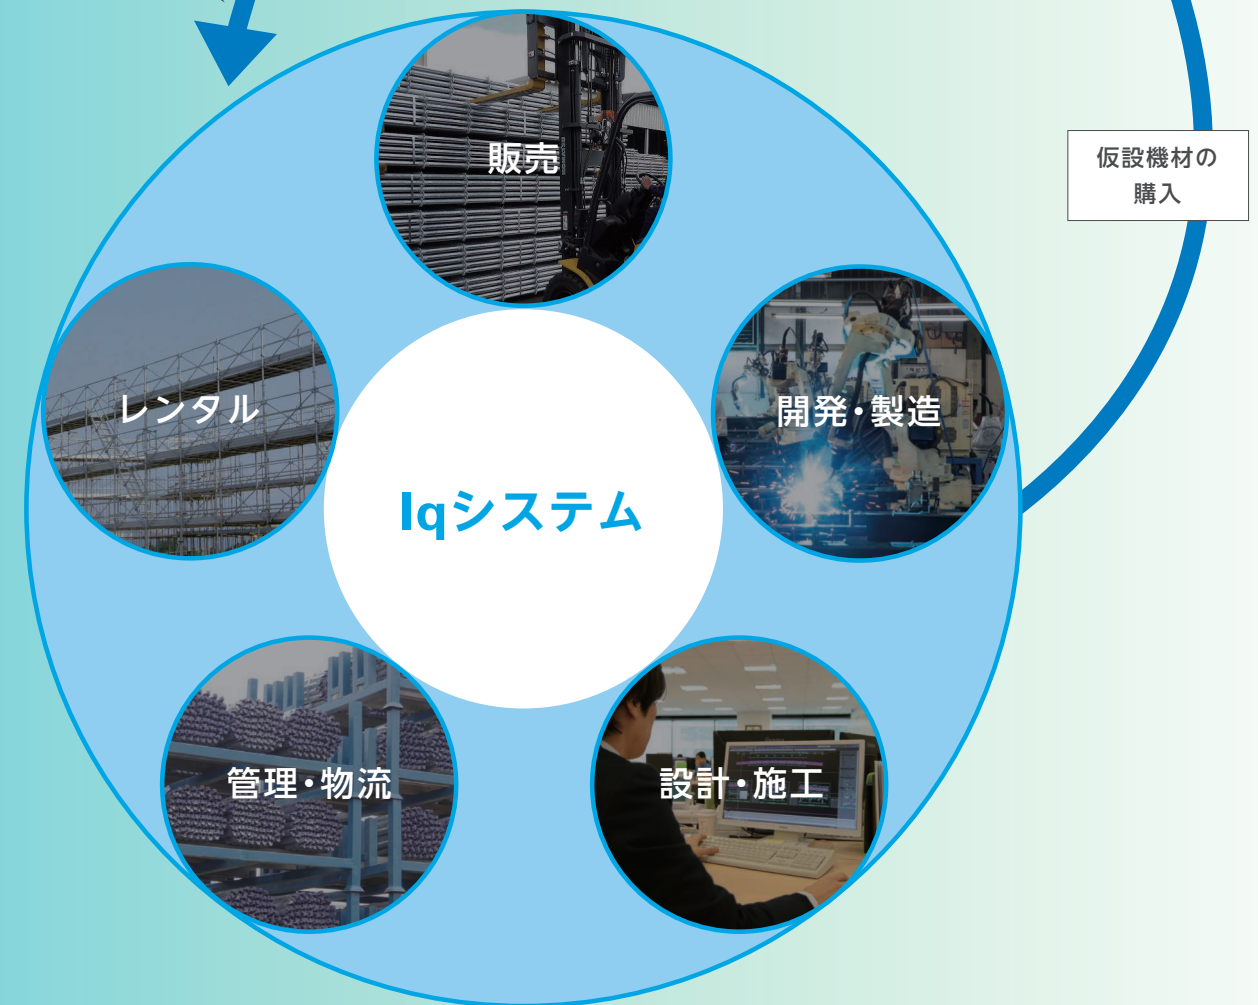 販売
仮設機材の
購入
レンタル
開発・製造
Iqシステム
管理・物流
設計・施工